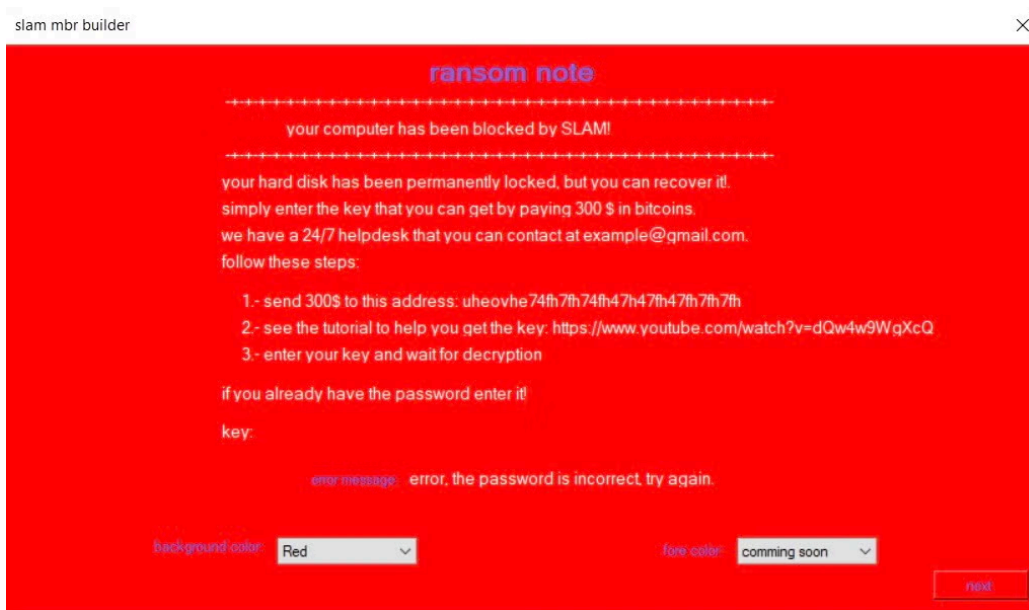 slam mbr builder
ransom note
-+-+-+-+-+-+-+-+-+-+-+-+-+-+-+-+-+-+-+-+-+-+-+-+-+-+-+-+-+-+-+-+-+-+-+-+-+-+-+-
your computer has been blocked by SLAM!
-+-+-+-+-+-+-+-+-+-+-+-+-+-+-+-+-+-+-+-+-+-+-+-+-+-+-+-+-+-+-+-+-+-+-+-+-+-+-+-
your hard disk has been permanently locked, but you can recover it!.
simply enter the key that you can get by paying 300 $ in bitcoins.
we have a 24/7 helpdesk that you can contact at example@gmail.com.
follow these steps:
1.- send 300$ to this address: uheovhe74fh7fh74fh47h47fh47fh7fh7fh
2.- see the tutorial to help you get the key: https://www.youtube.com/watch?v=dQw4w9WgXcQ
3.- enter your key and wait for decryption
if you already have the password enter it!
key:
error message: error, the password is incorrect, try again.
background color: Red fore color: comming soon
next